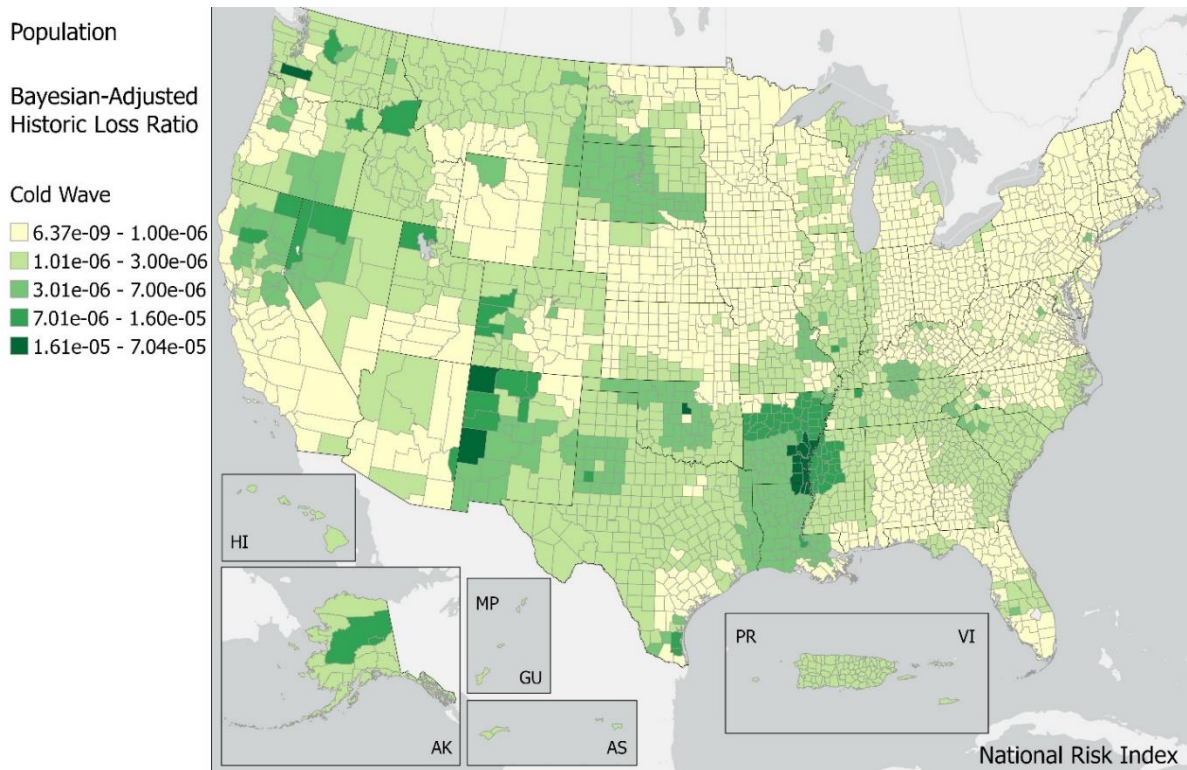 Population
Bayesian-Adjusted
Historic Loss Ratio
Cold Wave
6.37e-09 - 1.00e-06
1.01e-06 - 3.00e-06
3.01e-06 - 7.00e-06
7.01e-06 - 1.60e-05
1.61e-05 - 7.04e-05
HI
AK
MP
GU
AS
PR
VI
National Risk Index